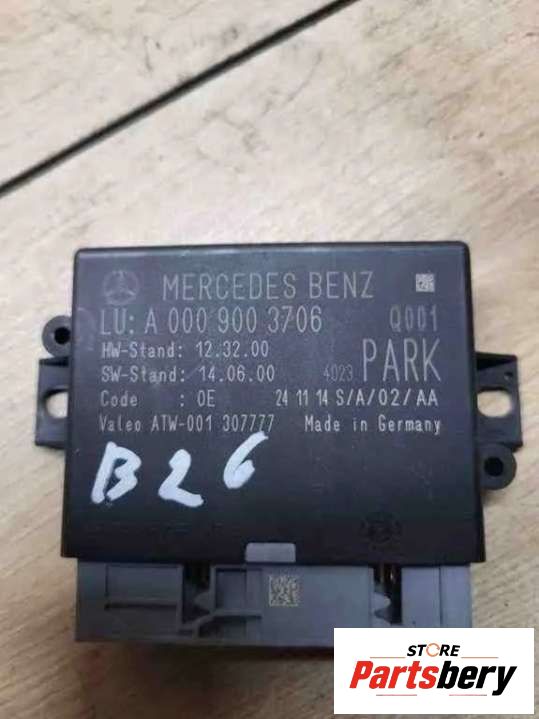 MERCEDES BENZ
LU: A 000 900 3706 Q001
HW-Stand: 12.32.00
SW-Stand: 14.06.00 4023 PARK
Code : 0E 24 11 14 S/A/02/AA
Valeo ATW-001 307777 Made in Germany
B26
STORE
Partsbery